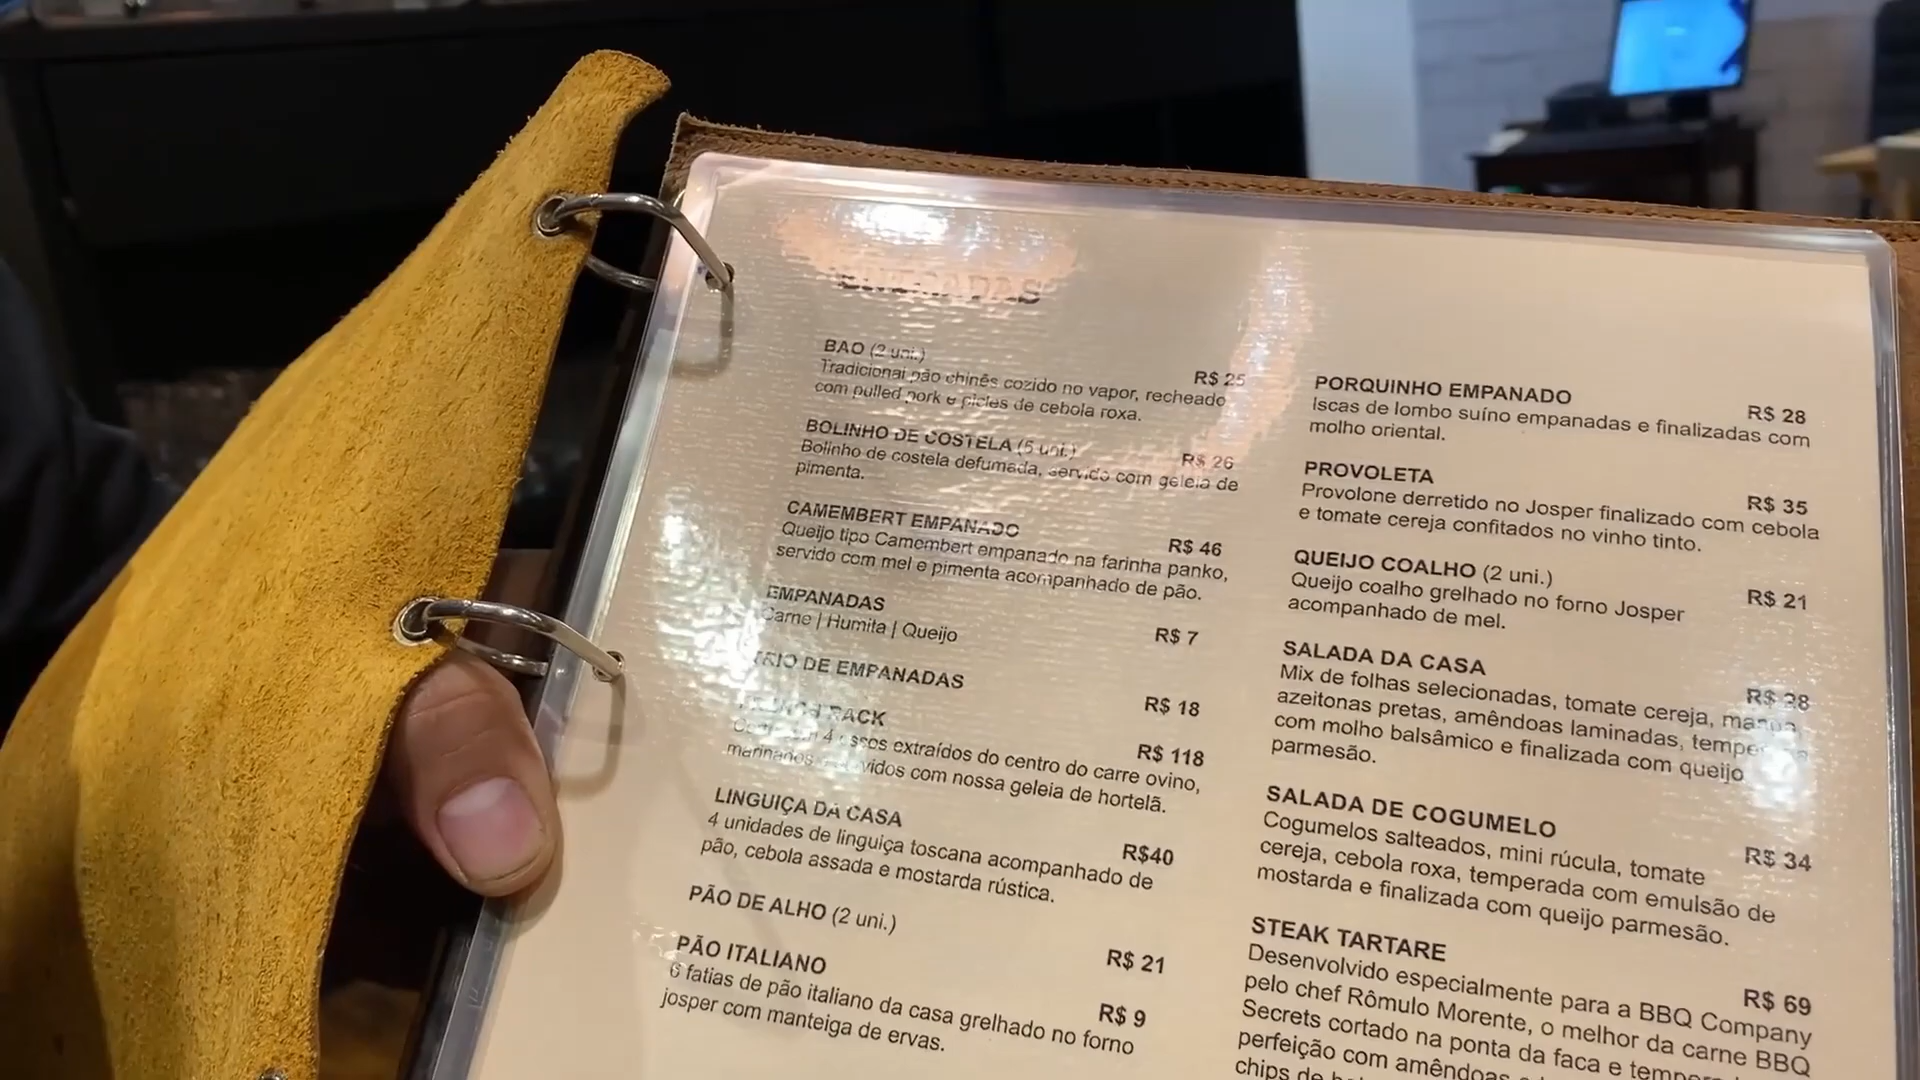 ENTRADAS
BAO (2 uni.)
R$ 25
Tradicional pão chinês cozido no vapor, recheado
com pulled pork e picles de cebola roxa.
BOLINHO DE COSTELA (5 uni.)
R$ 26
Bolinho de costela defumada, servido com geleia de
pimenta.
CAMEMBERT EMPANADO
R$ 46
Queijo tipo Camembert empanado na farinha panko,
servido com mel e pimenta acompanhado de pão.
EMPANADAS
R$ 7
Carne | Humita | Queijo
TRIO DE EMPANADAS
R$ 18
RACK
R$ 118
4 ossos extraídos do centro do carre ovino,
marinados servidos com nossa geleia de hortelã.
LINGUIÇA DA CASA
R$40
4 unidades de linguiça toscana acompanhado de
pão, cebola assada e mostarda rústica.
PÃO DE ALHO (2 uni.)
R$ 21
PÃO ITALIANO
R$ 9
6 fatias de pão italiano da casa grelhado no forno
josper com manteiga de ervas.
PORQUINHO EMPANADO
R$ 28
Iscas de lombo suíno empanadas e finalizadas com
molho oriental.
PROVOLETA
R$ 35
Provolone derretido no Josper finalizado com cebola
e tomate cereja confitados no vinho tinto.
QUEIJO COALHO (2 uni.)
R$ 21
Queijo coalho grelhado no forno Josper
acompanhado de mel.
SALADA DA CASA
R$ 28
Mix de folhas selecionadas, tomate cereja, manga,
azeitonas pretas, amêndoas laminadas,
com molho balsâmico e finalizada com queijo
parmesão.
SALADA DE COGUMELO
R$ 34
Cogumelos salteados, mini rúcula, tomate
cereja, cebola roxa, temperada com emulsão de
mostarda e finalizada com queijo parmesão.
STEAK TARTARE
R$ 69
Desenvolvido especialmente para a BBQ Company
pelo chef Rômulo Morente, o melhor da carne BBQ
Secrets cortado na ponta da faca e
perfeição com amêndoas
chips de